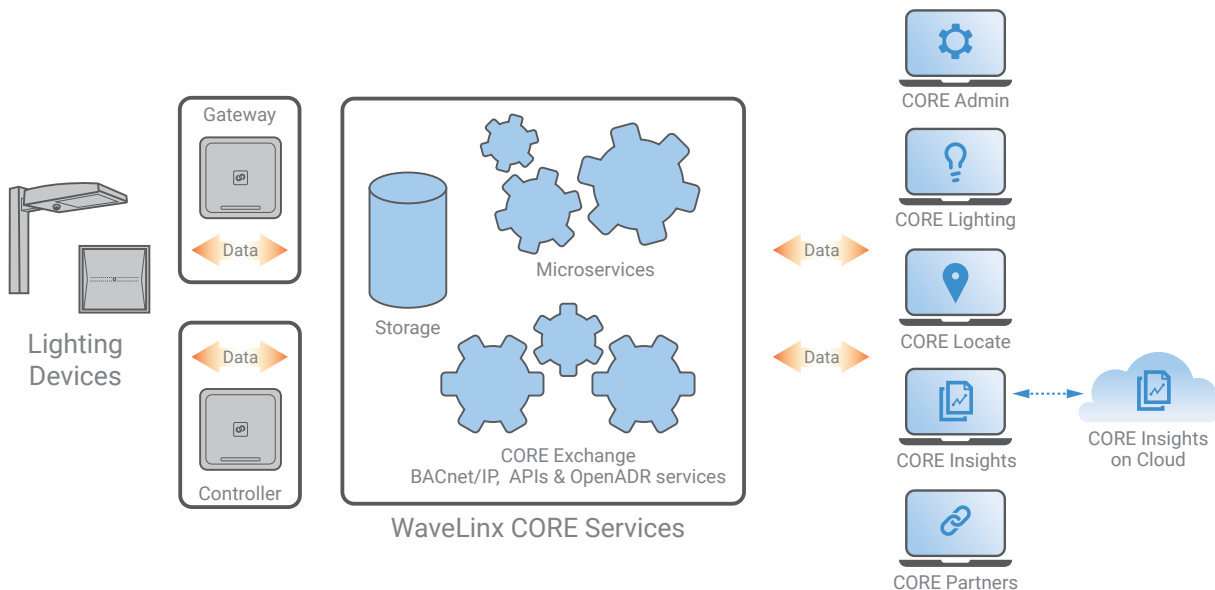 Lighting
Devices
Gateway
Data
Data
Controller
Storage
Microservices
CORE Exchange
BACnet/IP, APIs & OpenADR services
WaveLinx CORE Services
Data
Data
CORE Admin
CORE Lighting
CORE Locate
CORE Insights
CORE Partners
CORE Insights
on Cloud